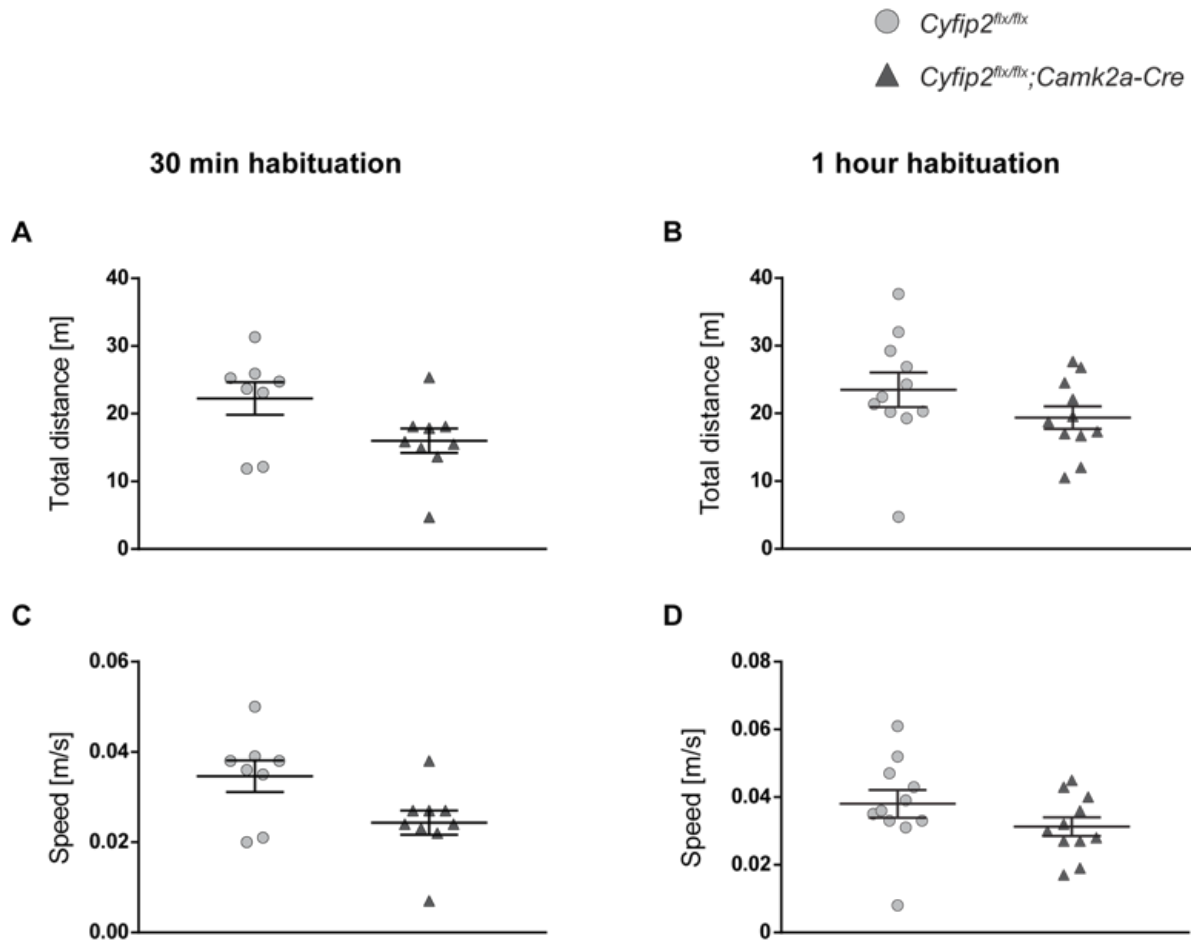 Cyfip2flx/flx
Cyfip2flx/flx;Camk2a-Cre
30 min habituation
1 hour habituation
A
Total distance [m]
40
30
20
10
0
B
Total distance [m]
40
30
20
10
0
C
Speed [m/s]
0.06
0.04
0.02
0.00
D
Speed [m/s]
0.08
0.06
0.04
0.02
0